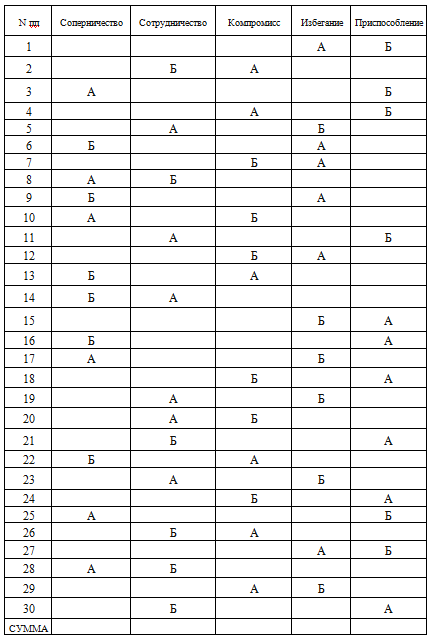 N пп Соперничество Сотрудничество Компромисс Избегание Приспособление
1 А Б
2 Б А
3 А Б
4 А Б
5 А Б
6 Б А
7 Б А
8 А Б
9 Б А
10 А Б
11 А Б
12 Б А
13 Б А
14 Б А
15 Б А
16 Б А
17 А Б
18 Б А
19 А Б
20 А Б
21 Б А
22 Б А
23 А Б
24 Б А
25 А Б
26 Б А
27 А Б
28 А Б
29 А Б
30 Б А
СУММА